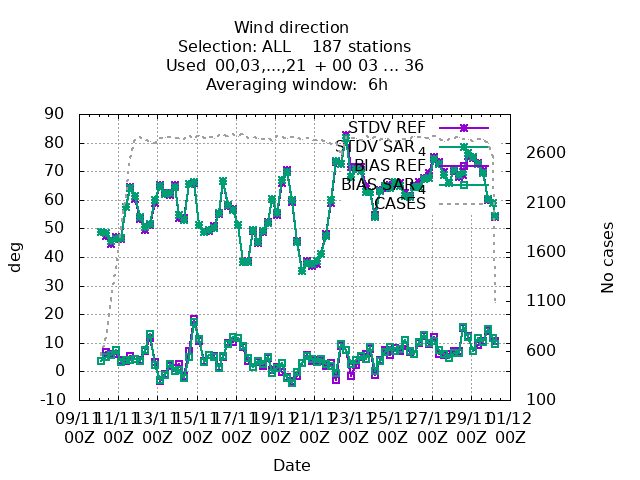 Wind direction
Selection: ALL    187 stations
Used  00,03,...,21  + 00 03 ... 36
Averaging window:  6h
deg
90
80
70
60
50
40
30
20
10
0
-10
STDV REF
STDV SAR_4
BIAS REF
BIAS SAR_4
CASES
2600
2100
1600
1100
600
100
No cases
09/11 11/11 13/11 15/11 17/11 19/11 21/11 23/11 25/11 27/11 29/11 01/12
00Z 00Z 00Z 00Z 00Z 00Z 00Z 00Z 00Z 00Z 00Z 00Z
Date